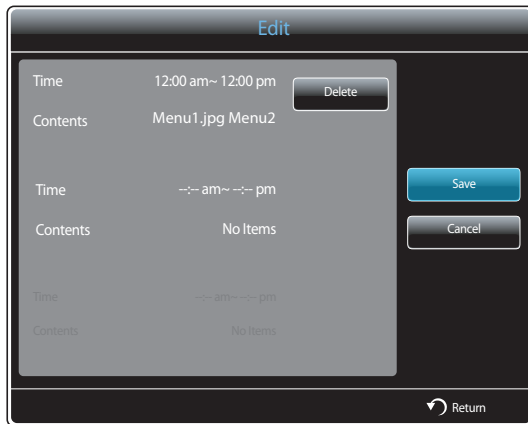 Edit
Time 12:00 am~ 12:00 pm Delete
Contents Menu1.jpg Menu2
Time --:-- am~ --:-- pm Save
Contents No Items Cancel
Time --:-- am~ --:-- pm
Contents No Items
Return